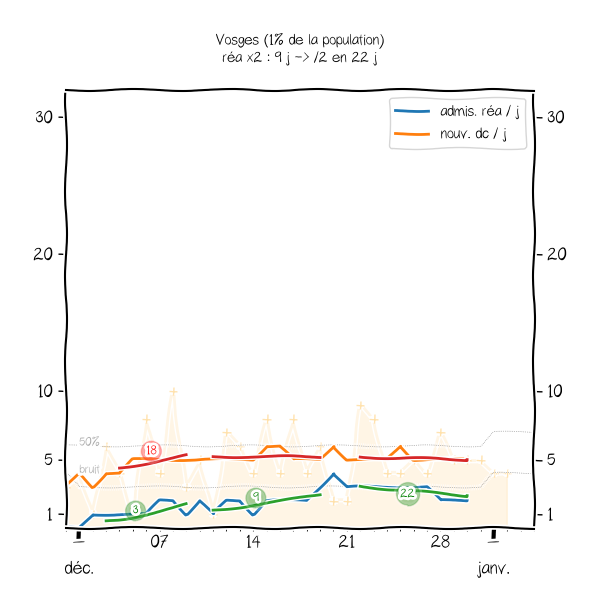 Vosges (1% de la population)
réa x2 : 9 j -> /2 en 22 j
admis. réa / j
nouv. dc / j
30 30
20 20
10 10
50%
18
5 5
bruit
22
9
3
1 1
07 14 21 28
déc. janv.